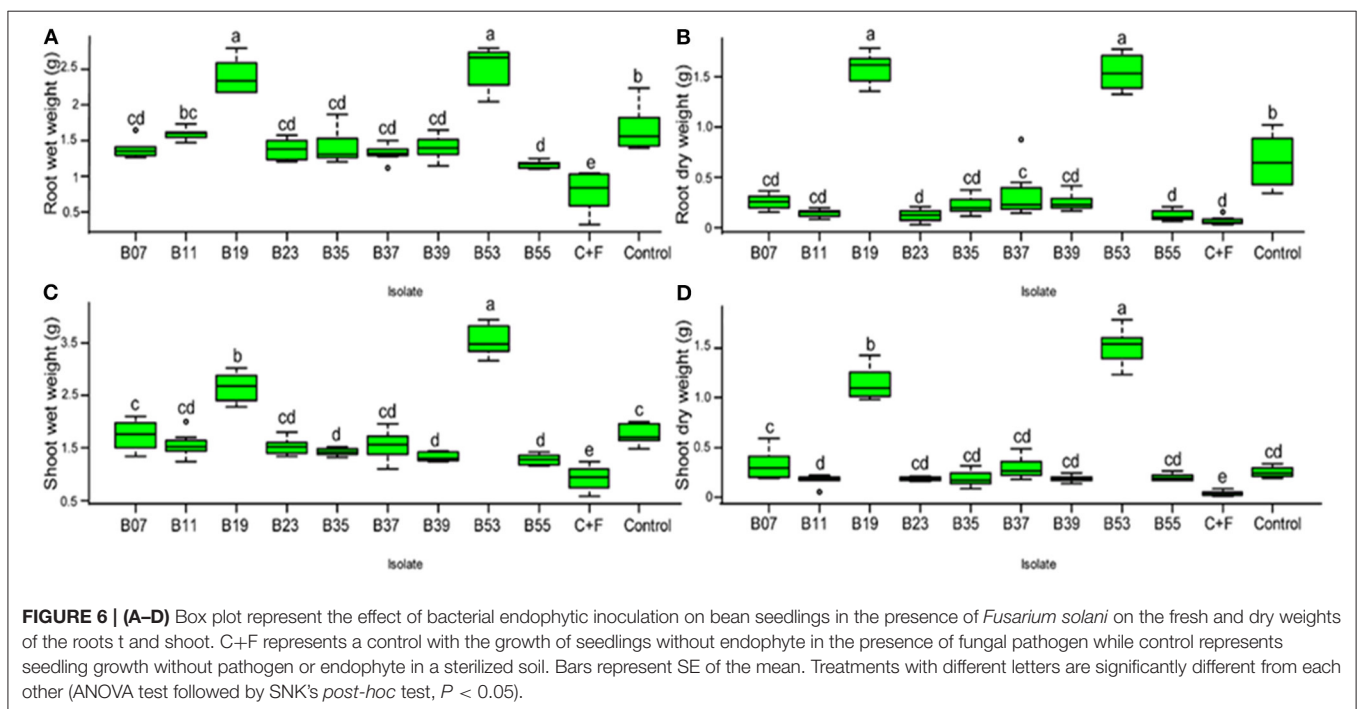 A
Root wet weight (g)
2.5
2
1.5
1
0.5
cd
bc
a
cd
cd
cd
cd
a
d
e
b
B07 B11 B19 B23 B35 B37 B39 B53 B55 C+F Control
Isolate
B
Root dry weight (g)
1.5
1.0
0.5
0
cd
cd
a
d
cd
c
cd
a
d
d
b
B07 B11 B19 B23 B35 B37 B39 B53 B55 C+F Control
Isolate
C
Shoot wet weight (g)
3.5
2.5
1.5
0.5
c
cd
b
cd
d
cd
d
a
d
e
c
B07 B11 B19 B23 B35 B37 B39 B53 B55 C+F Control
Isolate
D
Shoot dry weight (g)
1.5
1.0
0.5
0
c
d
b
cd
cd
cd
cd
a
cd
e
cd
B07 B11 B19 B23 B35 B37 B39 B53 B55 C+F Control
Isolate
FIGURE 6 | (A–D) Box plot represent the effect of bacterial endophytic inoculation on bean seedlings in the presence of Fusarium solani on the fresh and dry weights
of the roots t and shoot. C+F represents a control with the growth of seedlings without endophyte in the presence of fungal pathogen while control represents
seedling growth without pathogen or endophyte in a sterilized soil. Bars represent SE of the mean. Treatments with different letters are significantly different from each
other (ANOVA test followed by SNK's post-hoc test, P < 0.05).